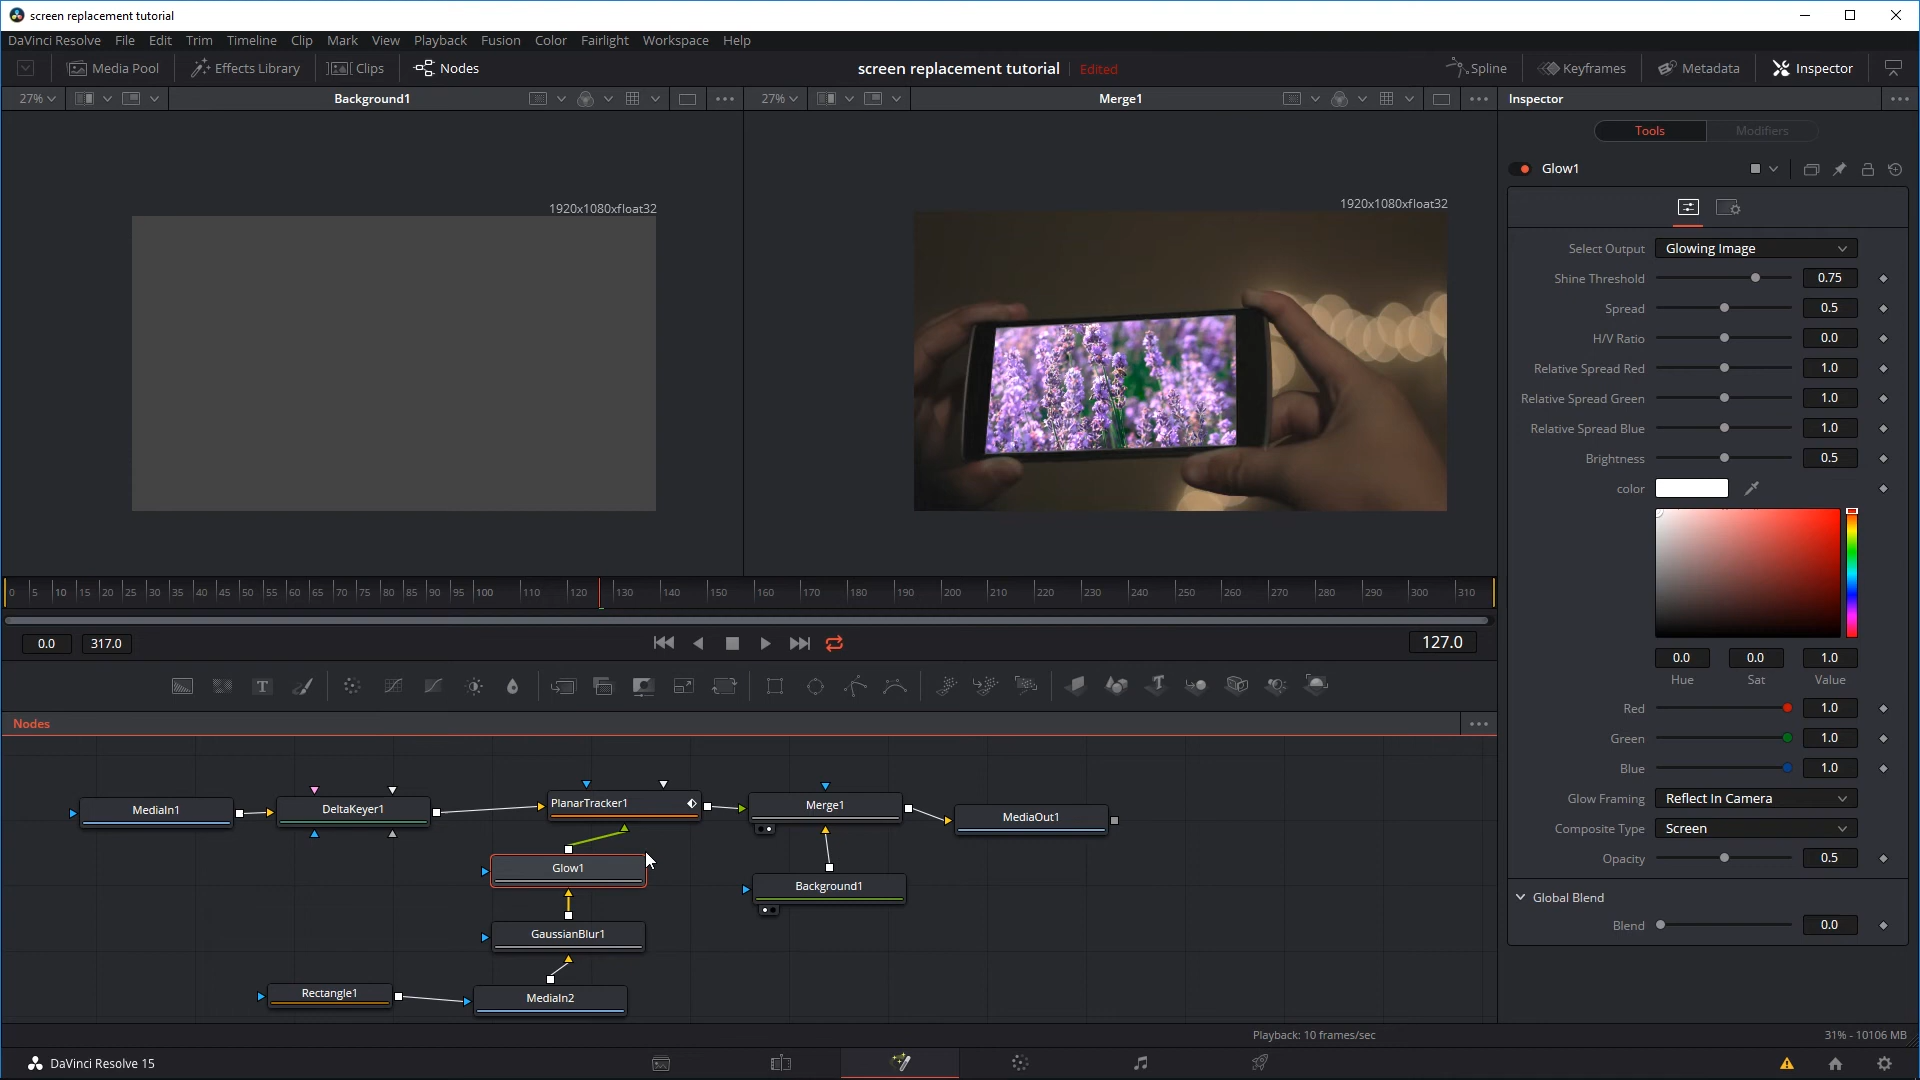 screen replacement tutorial
DaVinci Resolve File Edit Trim Timeline Clip Mark View Playback Fusion Color Fairlight Workspace Help
Media Pool Effects Library Clips Nodes screen replacement tutorial Edited Spline Keyframes Metadata Inspector
27% Background1 27% Merge1 Inspector
Tools Modifiers
Glow1
1920x1080xfloat32 1920x1080xfloat32
Select Output Glowing Image
Shine Threshold 0.75
Spread 0.5
H/V Ratio 0.0
Relative Spread Red 1.0
Relative Spread Green 1.0
Relative Spread Blue 1.0
Brightness 0.5
color
0 5 10 15 20 25 30 35 40 45 50 55 60 65 70 75 80 85 90 95 100 110 120 130 140 150 160 170 180 190 200 210 220 230 240 250 260 270 280 290 300 310
0.0 317.0 127.0
0.0 0.0 1.0
Hue Sat Value
Red 1.0
Green 1.0
Blue 1.0
Glow Framing Reflect In Camera
Composite Type Screen
Opacity 0.5
Global Blend
Blend 0.0
Nodes
MediaIn1 DeltaKeyer1 PlanarTracker1 Merge1 MediaOut1
Glow1 Background1
GaussianBlur1
Rectangle1 MediaIn2
Playback: 10 frames/sec 31% - 10106 MB
DaVinci Resolve 15